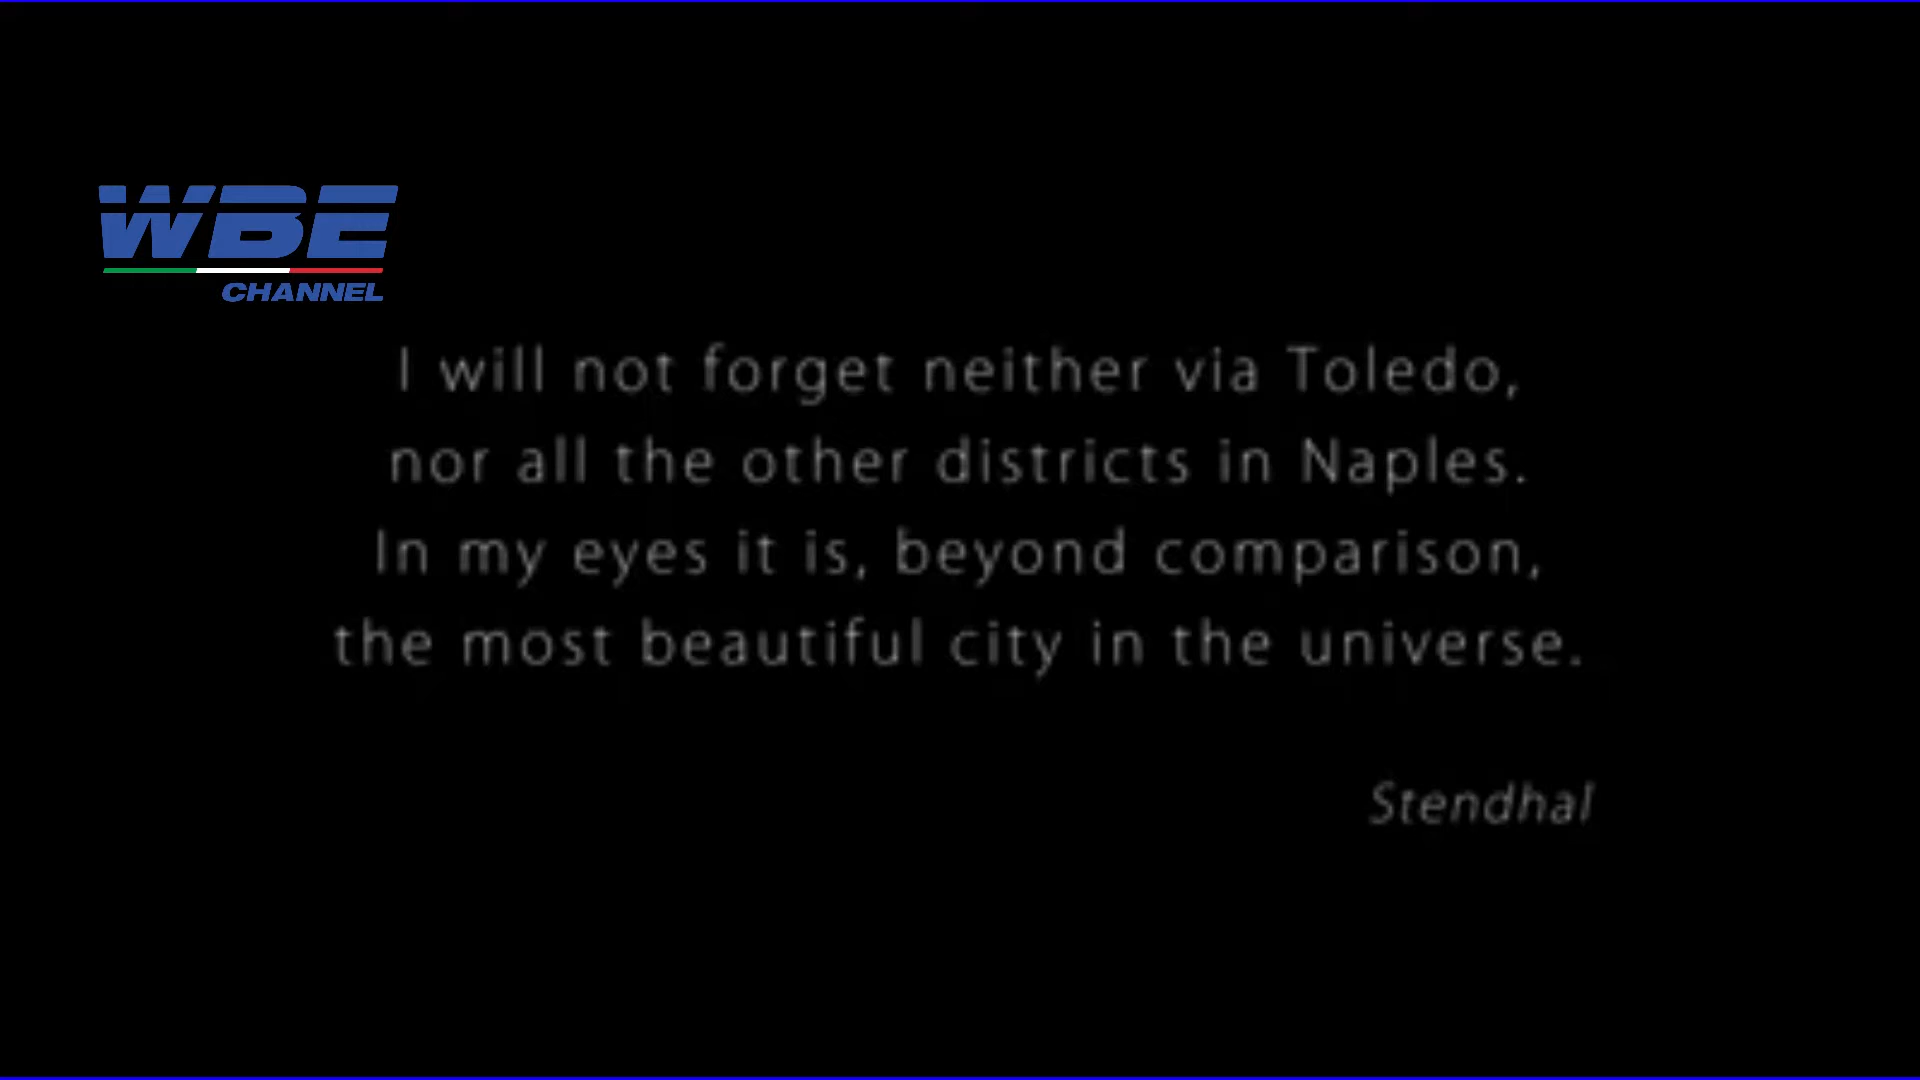 WBE
CHANNEL
I will not forget neither via Toledo,
nor all the other districts in Naples.
In my eyes it is, beyond comparison,
the most beautiful city in the universe.
Stendhal